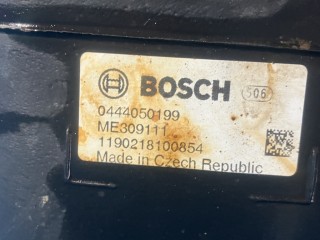 BOSCH 506
0444050199
ME309111
1190218100854
Made in Czech Republic